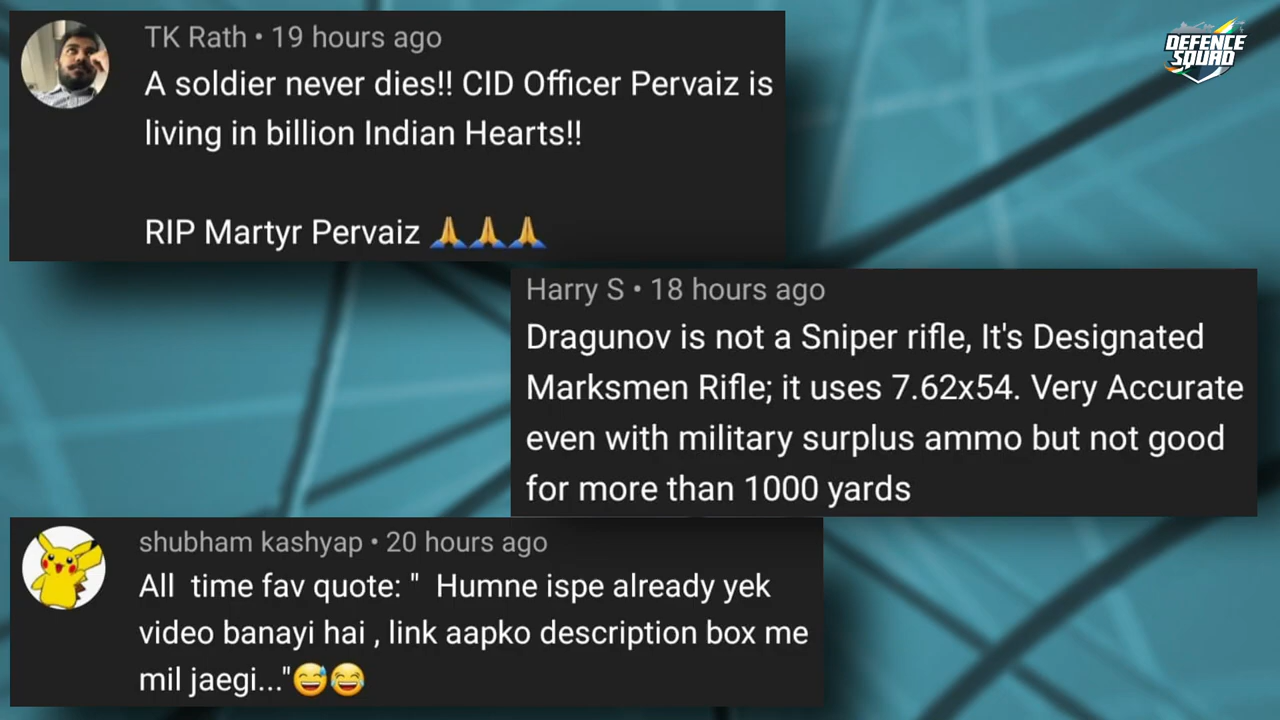 TK Rath • 19 hours ago
A soldier never dies!! CID Officer Pervaiz is
living in billion Indian Hearts!!
RIP Martyr Pervaiz 🙏🙏🙏
DEFENCE
SQUAD
Harry S • 18 hours ago
Dragunov is not a Sniper rifle, It's Designated
Marksmen Rifle; it uses 7.62x54. Very Accurate
even with military surplus ammo but not good
for more than 1000 yards
shubham kashyap • 20 hours ago
All  time fav quote: "  Humne ispe already yek
video banayi hai , link aapko description box me
mil jaegi..."😅😂